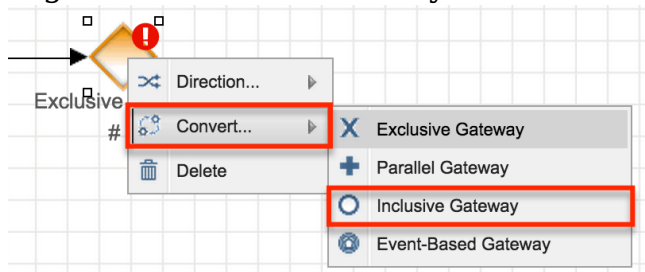 Direction...
Exclusive
Convert...
#
Delete
Exclusive Gateway
Parallel Gateway
Inclusive Gateway
Event-Based Gateway